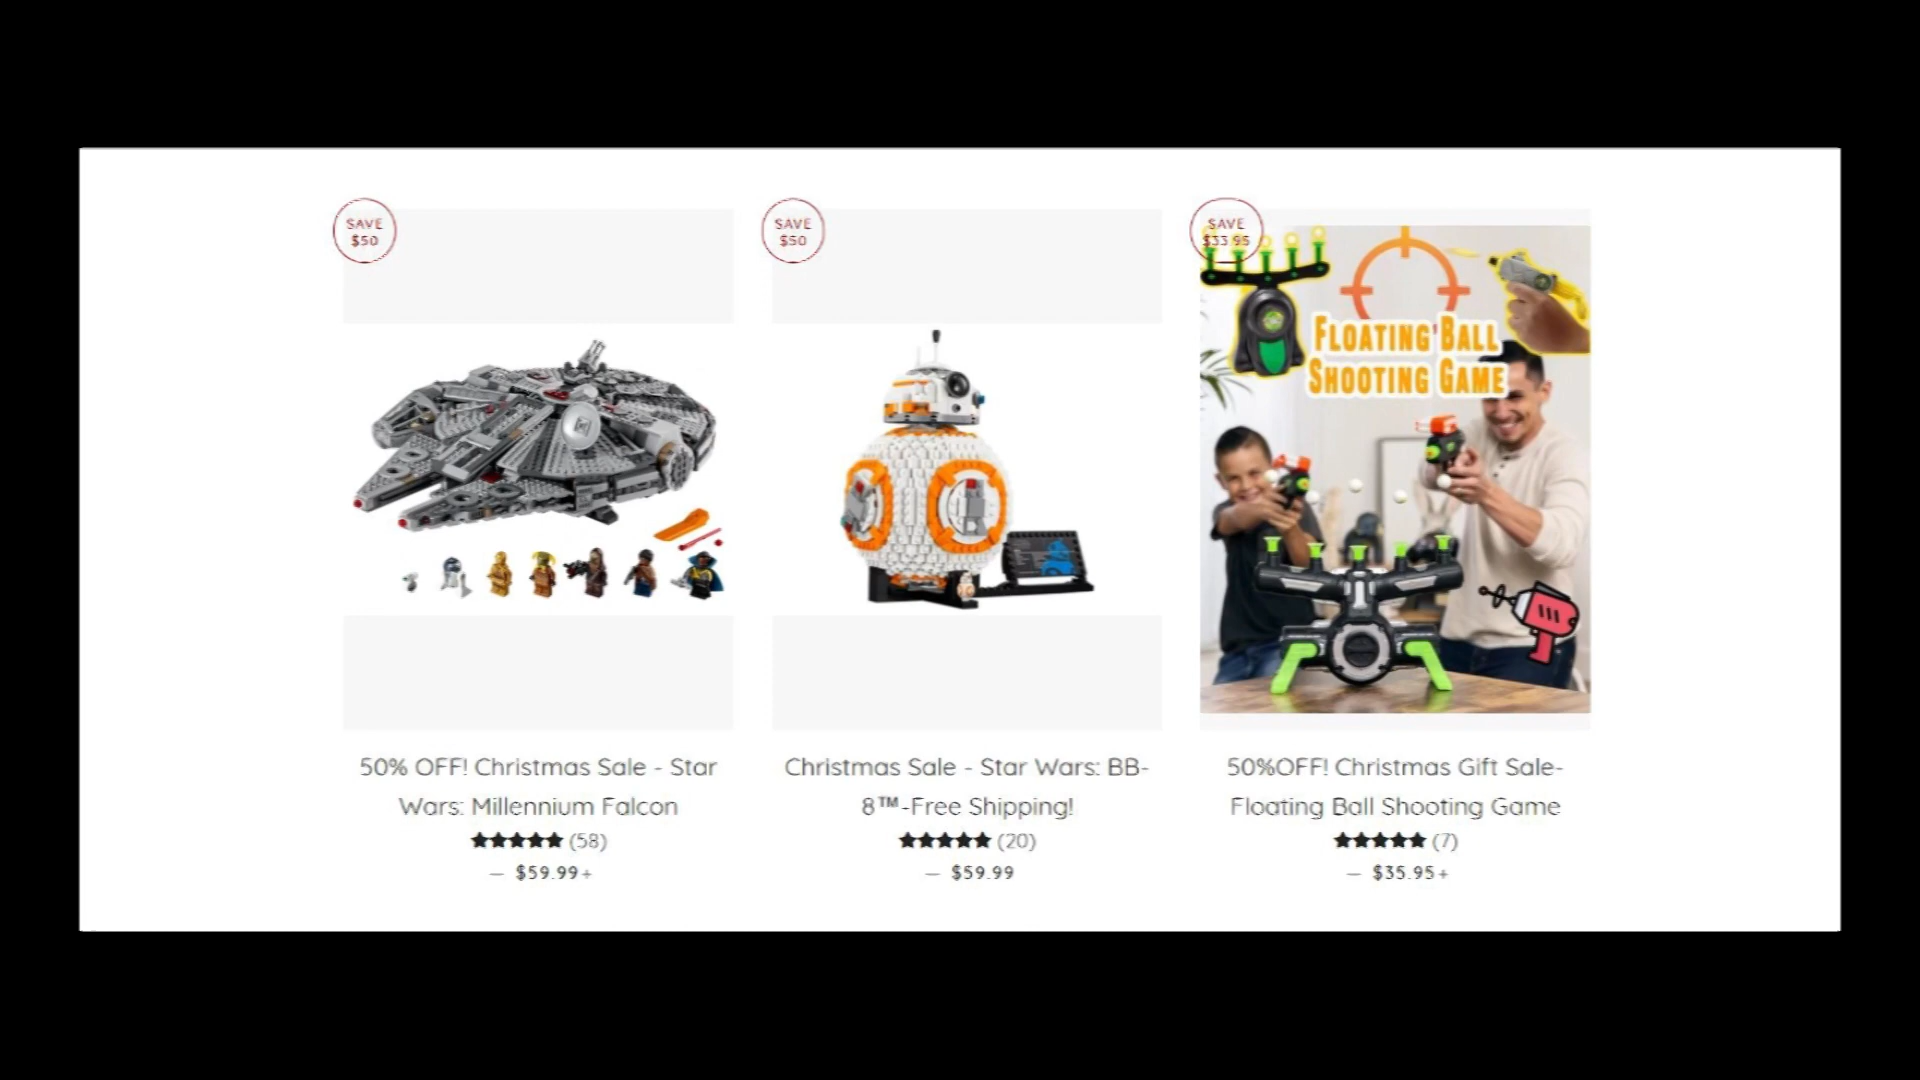 SAVE
$50
SAVE
$50
SAVE
$33.95
FLOATING BALL
SHOOTING GAME
50% OFF! Christmas Sale - Star
Wars: Millennium Falcon
★★★★★ (58)
— $59.99+
Christmas Sale - Star Wars: BB-
8™-Free Shipping!
★★★★★ (20)
— $59.99
50%OFF! Christmas Gift Sale-
Floating Ball Shooting Game
★★★★★ (7)
— $35.95+